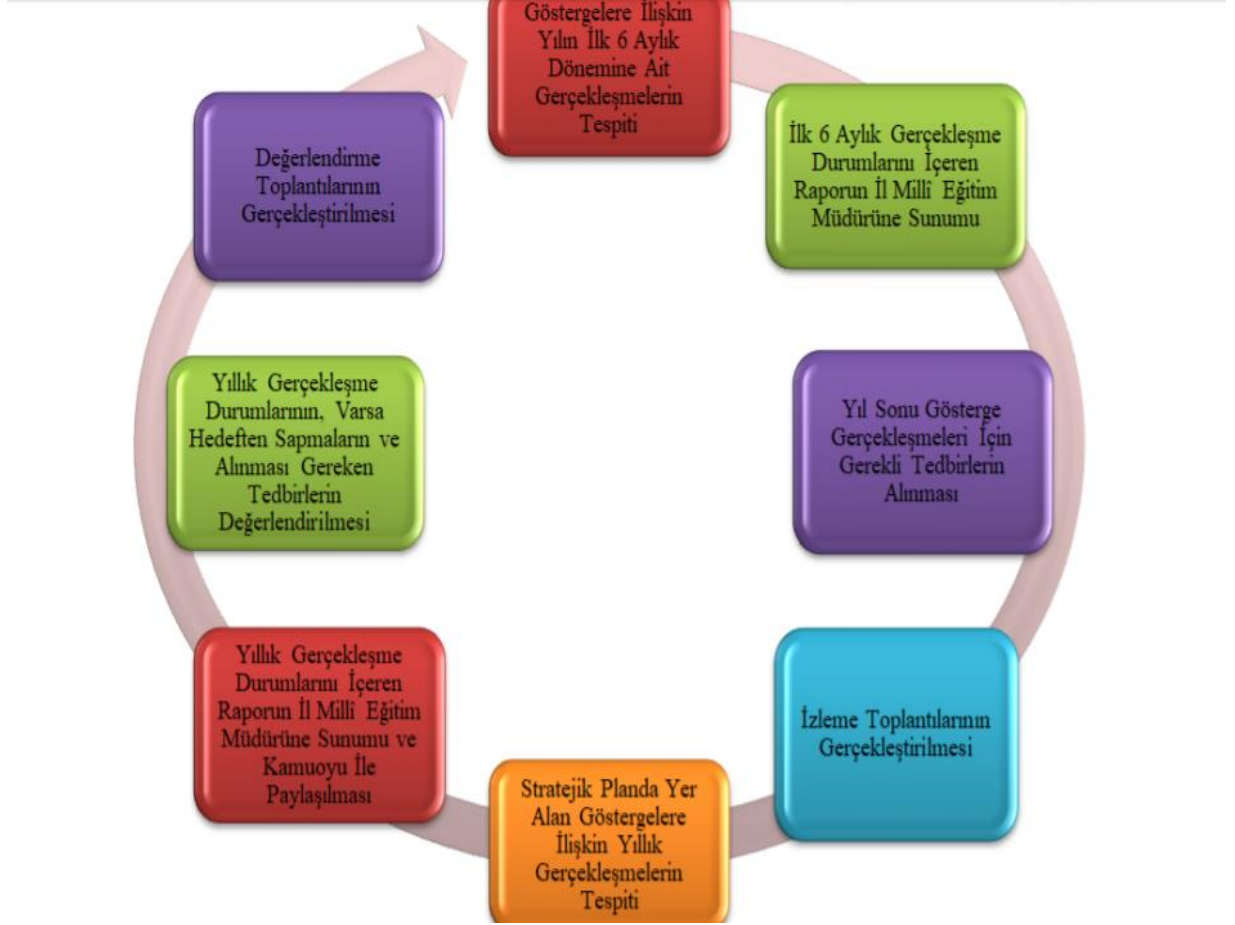 Göstergelere İlişkin
Yılın İlk 6 Aylık
Dönemine Ait
Gerçekleşmelerin
Tespiti
İlk 6 Aylık Gerçekleşme
Durumlarını İçeren
Raporun İl Millî Eğitim
Müdürüne Sunumu
Yıl Sonu Gösterge
Gerçekleşmeleri İçin
Gerekli Tedbirlerin
Alınması
İzleme Toplantılarının
Gerçekleştirilmesi
Stratejik Planda Yer
Alan Göstergelere
İlişkin Yıllık
Gerçekleşmelerin
Tespiti
Yıllık Gerçekleşme
Durumlarını İçeren
Raporun İl Millî Eğitim
Müdürüne Sunumu ve
Kamuoyu İle
Paylaşılması
Yıllık Gerçekleşme
Durumlarının, Varsa
Hedeften Sapmaların ve
Alınması Gereken
Tedbirlerin
Değerlendirilmesi
Değerlendirme
Toplantılarının
Gerçekleştirilmesi